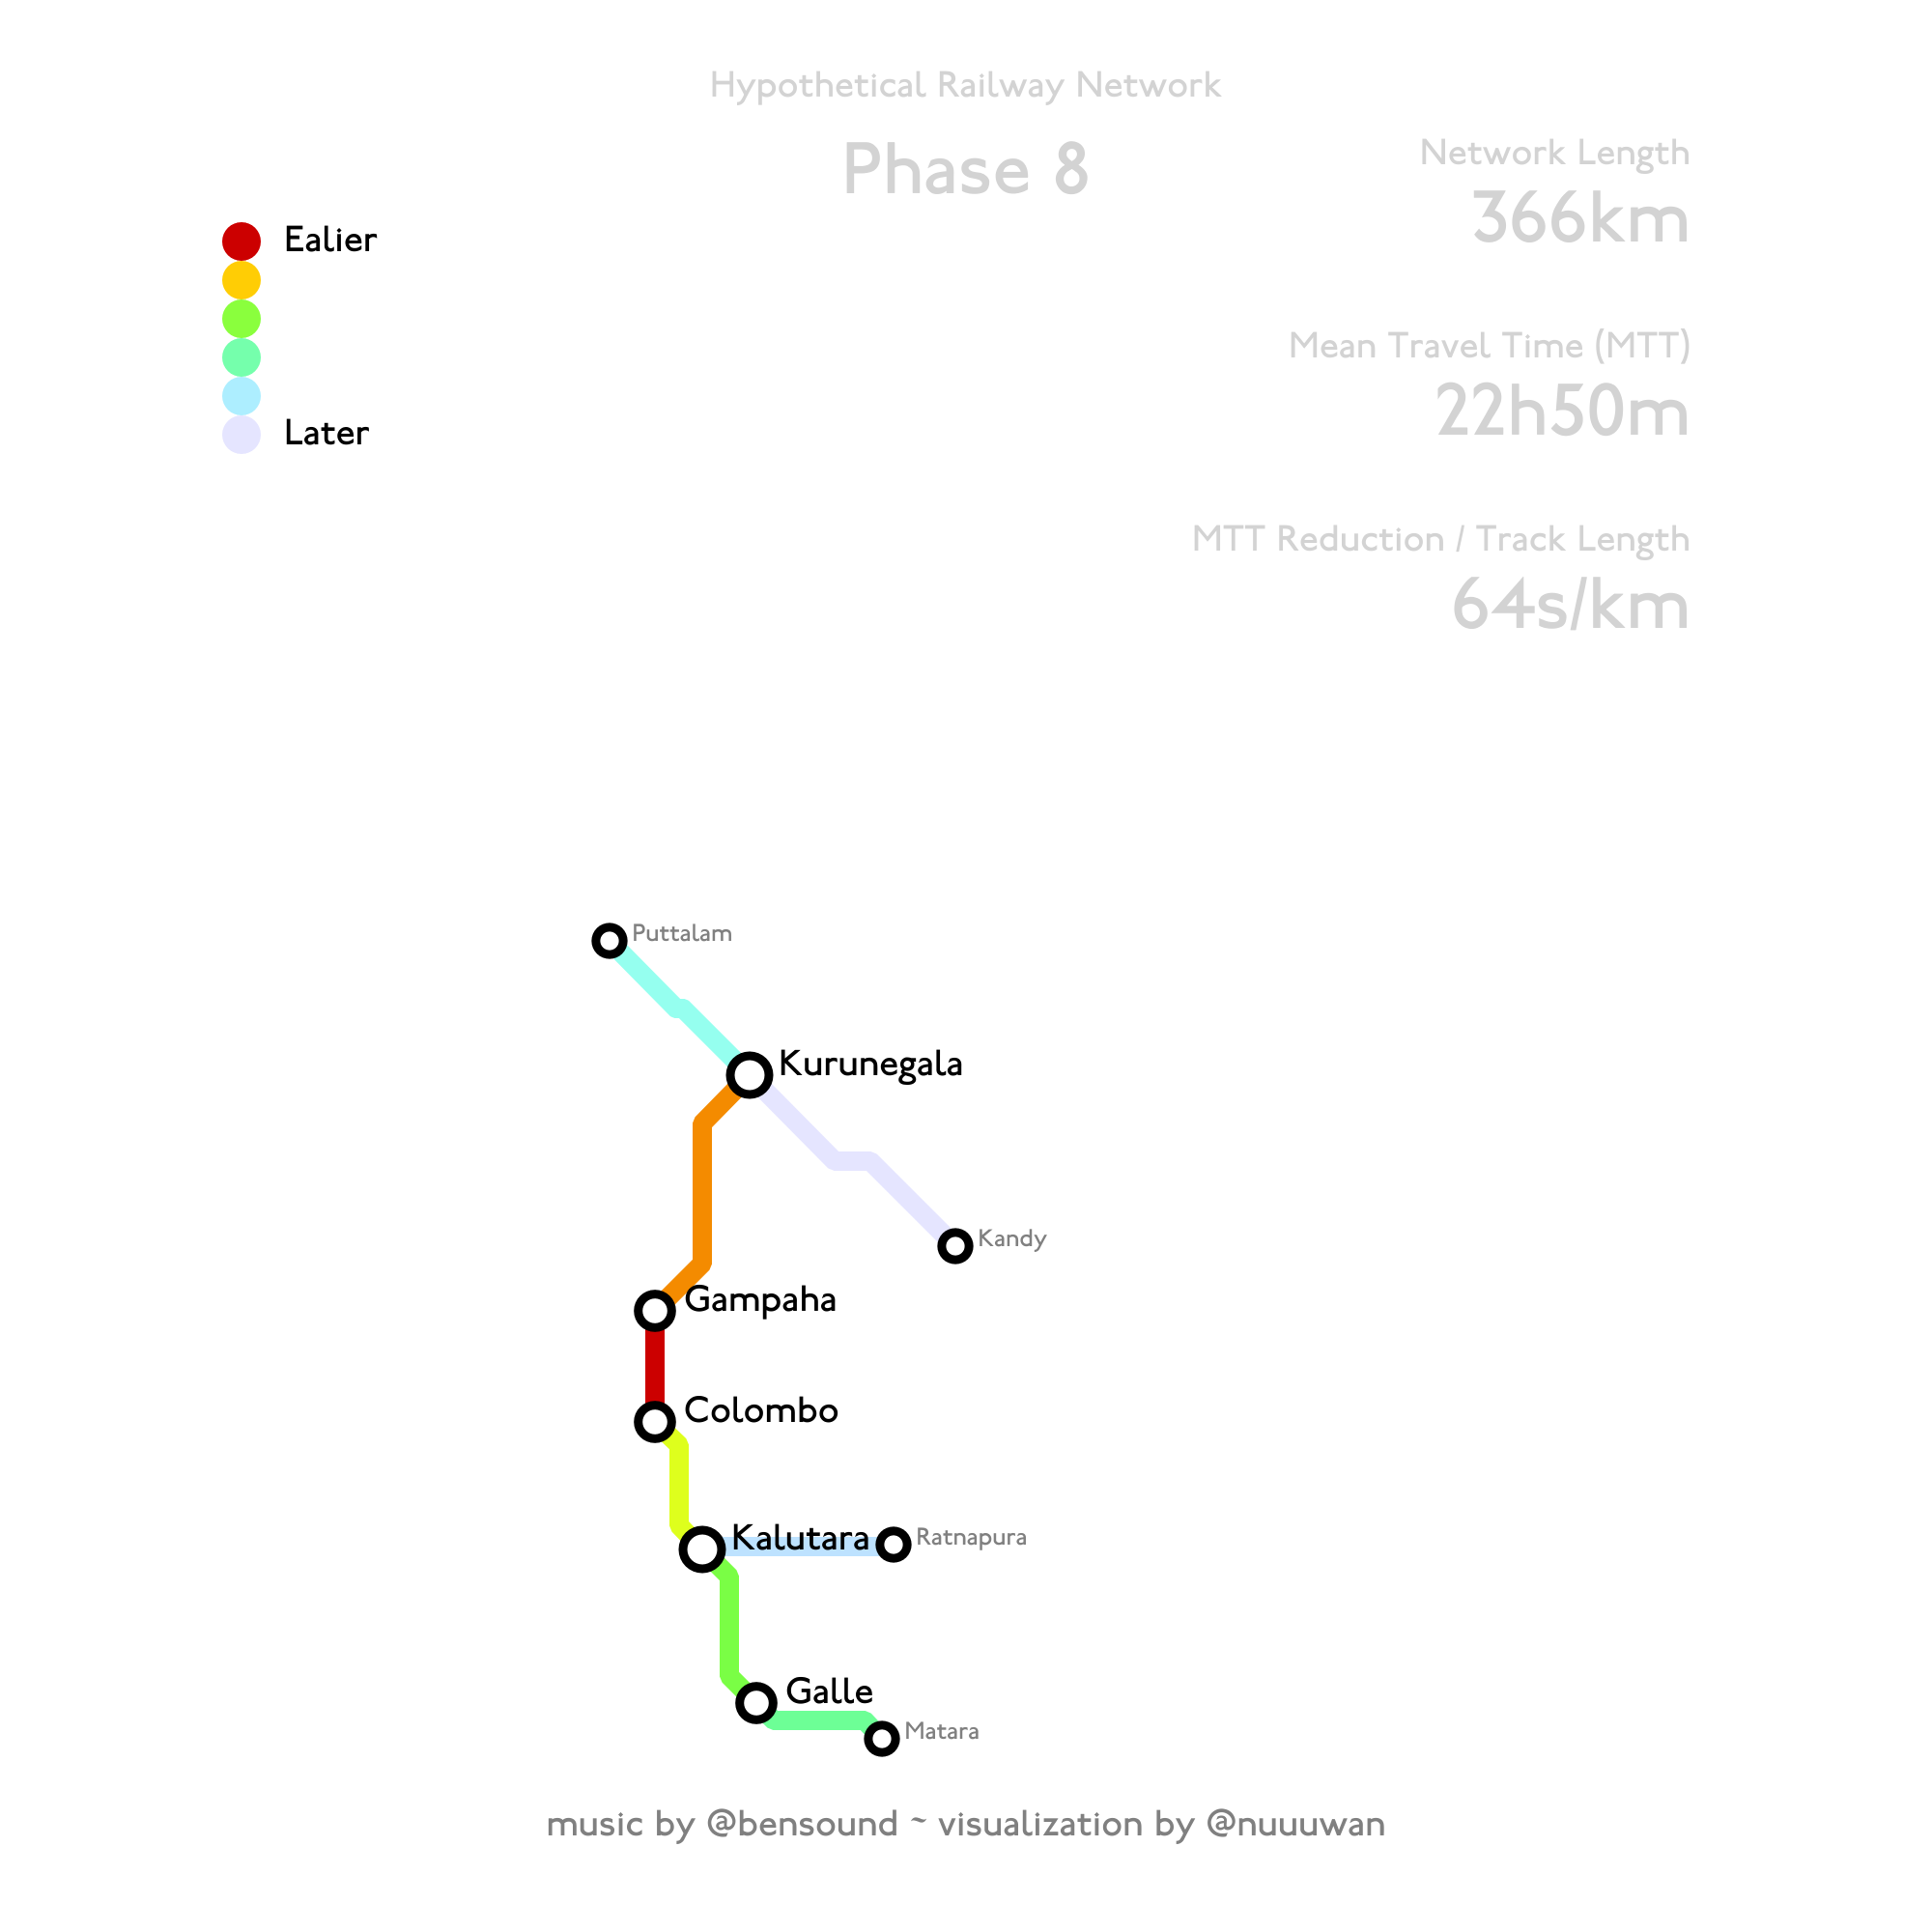 Hypothetical Railway Network
Phase 8
Network Length
366km
Ealier
Mean Travel Time (MTT)
22h50m
Later
MTT Reduction / Track Length
64s/km
Puttalam
Kurunegala
Kandy
Gampaha
Colombo
Kalutara
Ratnapura
Galle
Matara
music by @bensound ~ visualization by @nuuuwan